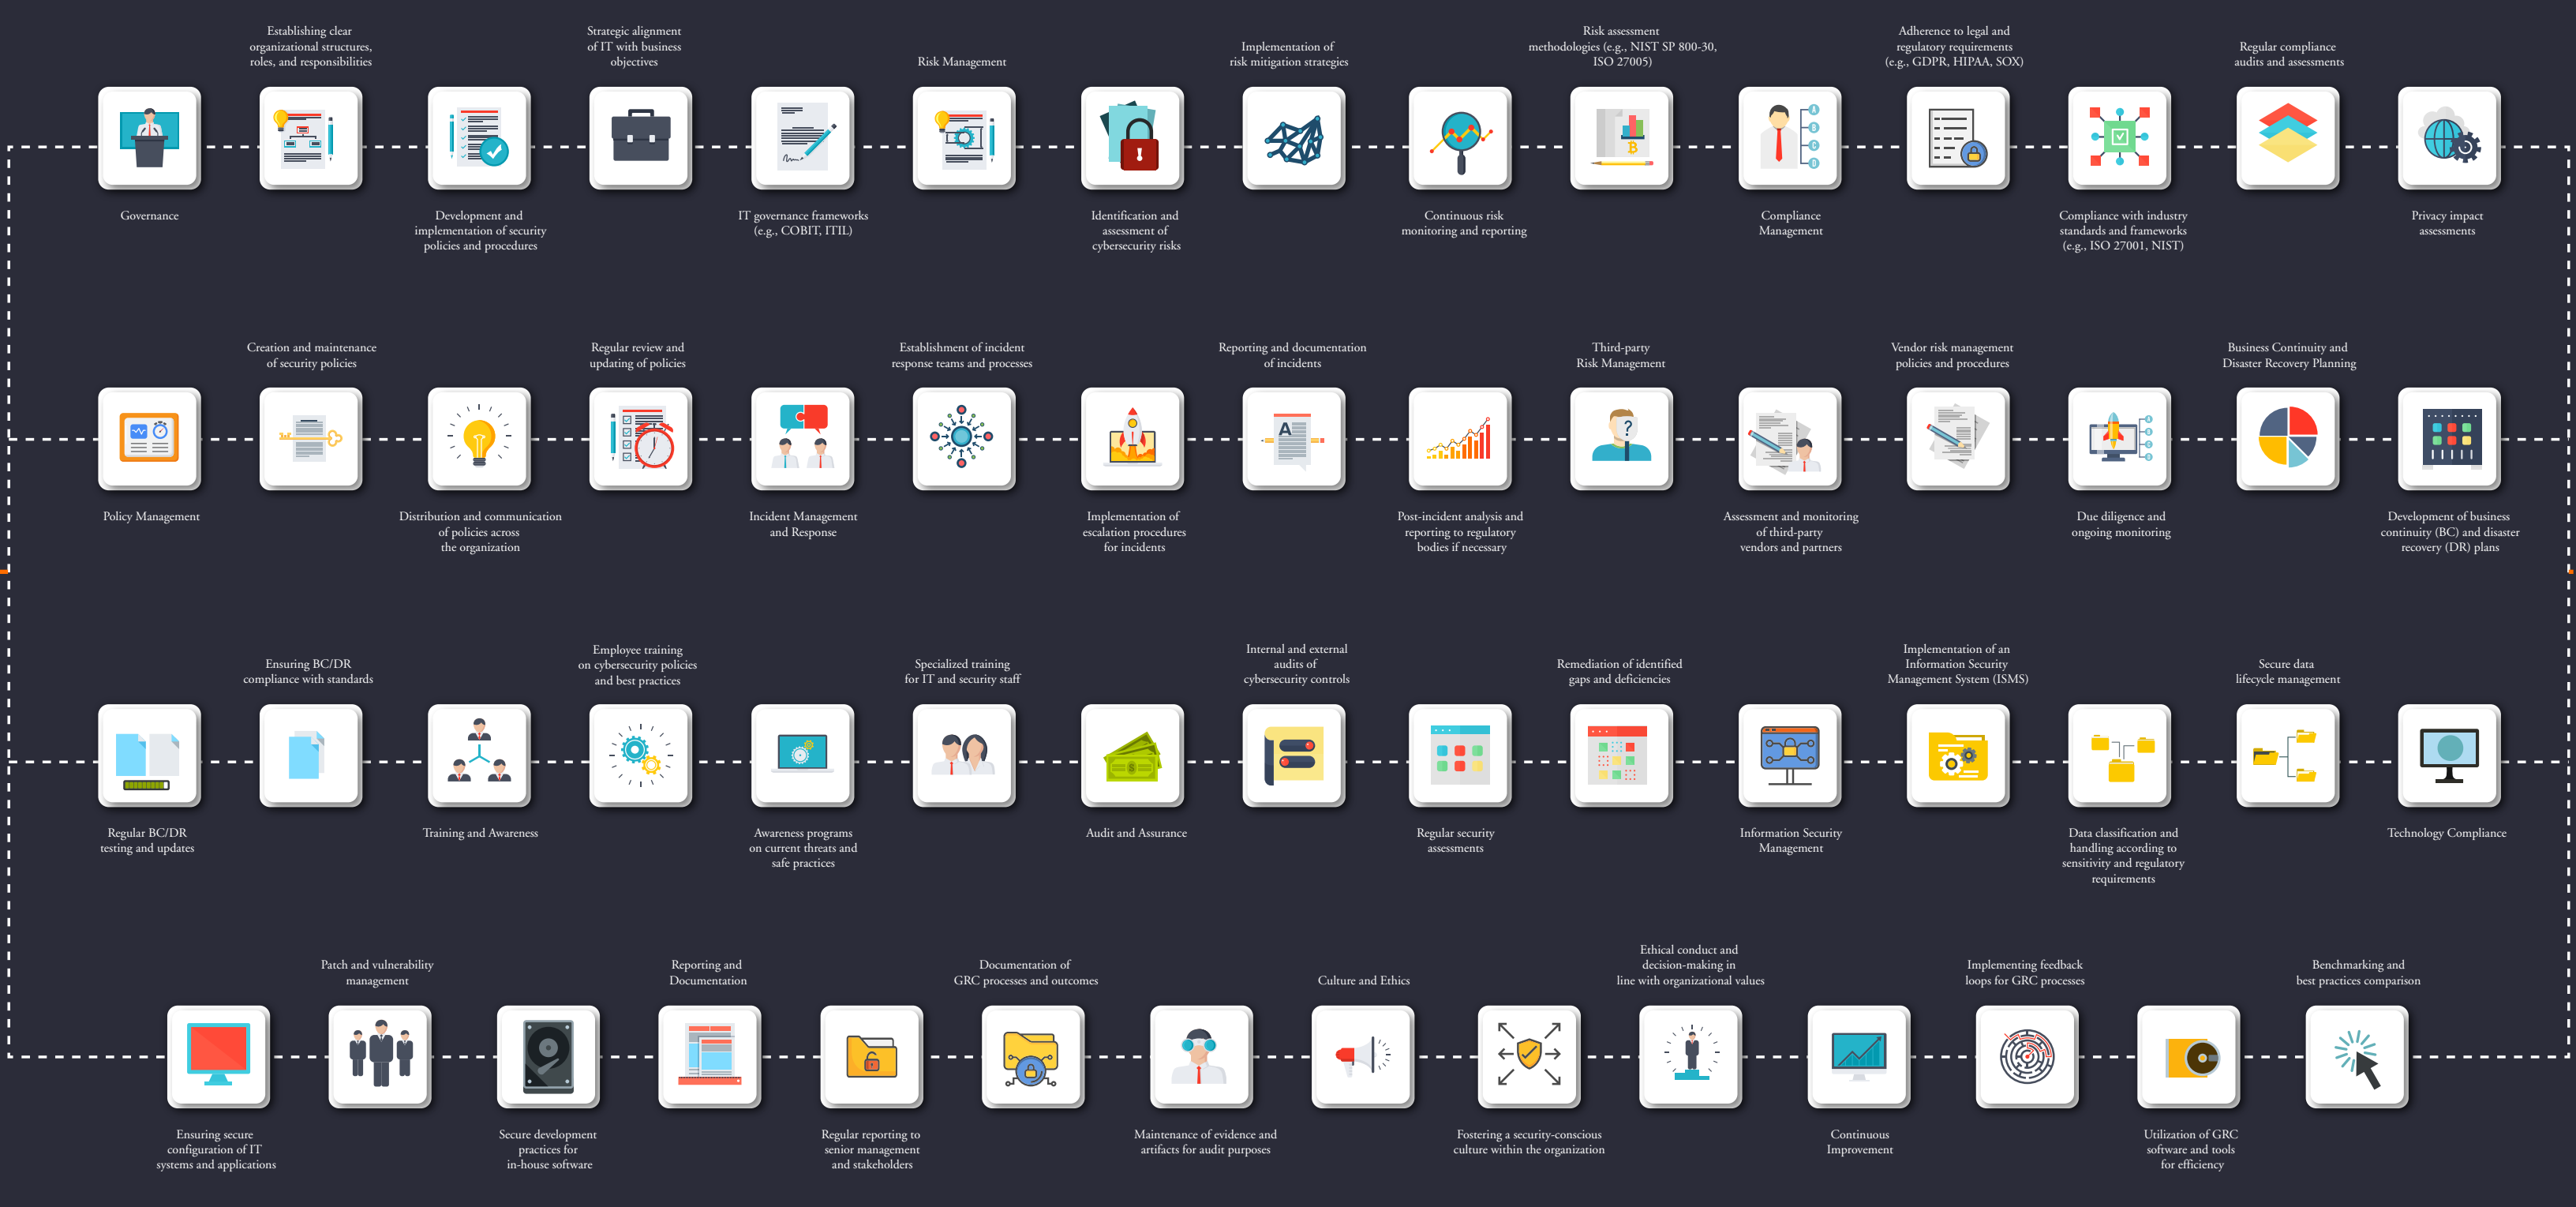 Governance
Establishing clear
organizational structures,
roles, and responsibilities
Development and
implementation of security
policies and procedures
Strategic alignment
of IT with business
objectives
IT governance frameworks
(e.g., COBIT, ITIL)
Risk Management
Identification and
assessment of
cybersecurity risks
Implementation of
risk mitigation strategies
Continuous risk
monitoring and reporting
Risk assessment
methodologies (e.g., NIST SP 800-30,
ISO 27005)
Compliance
Management
A
B
C
D
Adherence to legal and
regulatory requirements
(e.g., GDPR, HIPAA, SOX)
Compliance with industry
standards and frameworks
(e.g., ISO 27001, NIST)
Regular compliance
audits and assessments
Privacy impact
assessments
Policy Management
Creation and maintenance
of security policies
Distribution and communication
of policies across
the organization
Regular review and
updating of policies
Incident Management
and Response
Establishment of incident
response teams and processes
Implementation of
escalation procedures
for incidents
Reporting and documentation
of incidents
A
Post-incident analysis and
reporting to regulatory
bodies if necessary
Third-party
Risk Management
?
Assessment and monitoring
of third-party
vendors and partners
Vendor risk management
policies and procedures
Due diligence and
ongoing monitoring
Business Continuity and
Disaster Recovery Planning
Development of business
continuity (BC) and disaster
recovery (DR) plans
Regular BC/DR
testing and updates
Ensuring BC/DR
compliance with standards
Training and Awareness
Employee training
on cybersecurity policies
and best practices
Awareness programs
on current threats and
safe practices
Specialized training
for IT and security staff
Audit and Assurance
$
Internal and external
audits of
cybersecurity controls
Regular security
assessments
Remediation of identified
gaps and deficiencies
Information Security
Management
Implementation of an
Information Security
Management System (ISMS)
Data classification and
handling according to
sensitivity and regulatory
requirements
Secure data
lifecycle management
Technology Compliance
Ensuring secure
configuration of IT
systems and applications
Patch and vulnerability
management
Secure development
practices for
in-house software
Reporting and
Documentation
Regular reporting to
senior management
and stakeholders
Documentation of
GRC processes and outcomes
Maintenance of evidence and
artifacts for audit purposes
Culture and Ethics
Fostering a security-conscious
culture within the organization
Ethical conduct and
decision-making in
line with organizational values
Continuous
Improvement
Implementing feedback
loops for GRC processes
Utilization of GRC
software and tools
for efficiency
Benchmarking and
best practices comparison